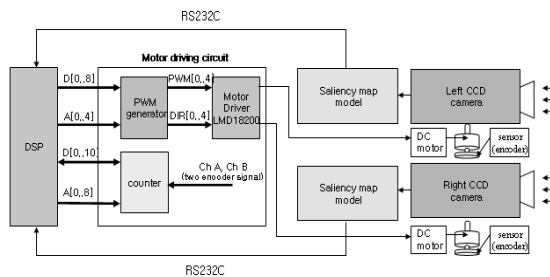 RS232C
Motor driving circuit
DSP
D[0..8]
A[0..4]
D[0..10]
A[0..8]
PWM
generator
PWM[0..4]
DIR[0..4]
Motor
Driver
LMD18200
counter
Ch A, Ch B
(two encoder signal)
Saliency map
model
Left CCD
camera
DC
motor
sensor
(encoder)
Saliency map
model
Right CCD
camera
DC
motor
sensor
(encoder)
RS232C